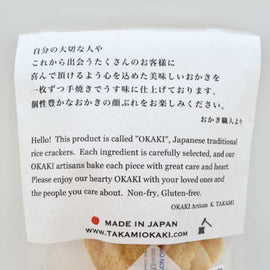 自分の大切な人や
これから出会うたくさんのお客様に
喜んで頂けるよう心を込めた美味しいおかきを
一枚ずつ手焼でうす味に仕上げております。
個性豊かなおかきの顔ぶれをお楽しみください。
おかき職人より
Hello! This product is called "OKAKI", Japanese traditional
rice crackers. Each ingredient is carefully selected, and our
OKAKI artisans bake each piece with great care and heart.
Please enjoy our hearty OKAKI with your loved ones and
the people you care about. Non-fry, Gluten-free.
OKAKI Artisan K. TAKAMI
MADE IN JAPAN
WWW.TAKAMIOKAKI.COM